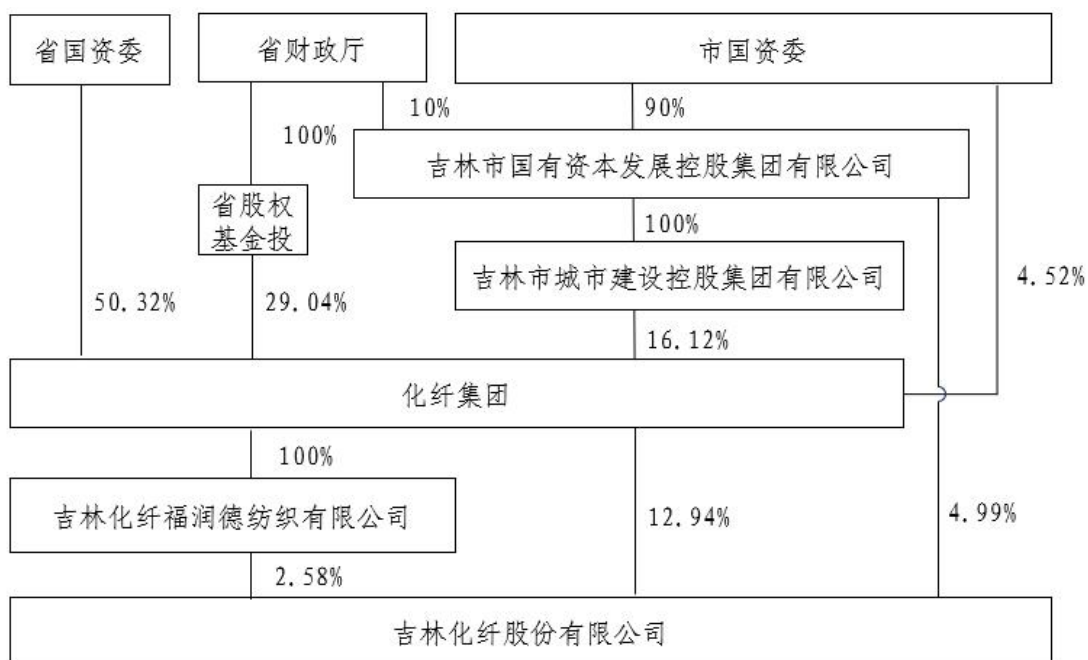 省国资委
省财政厅
市国资委
10%
90%
100%
吉林市国有资本发展控股集团有限公司
省股权
基金投
100%
吉林市城市建设控股集团有限公司
4.52%
50.32%
29.04%
16.12%
化纤集团
100%
吉林化纤福润德纺织有限公司
12.94%
4.99%
2.58%
吉林化纤股份有限公司